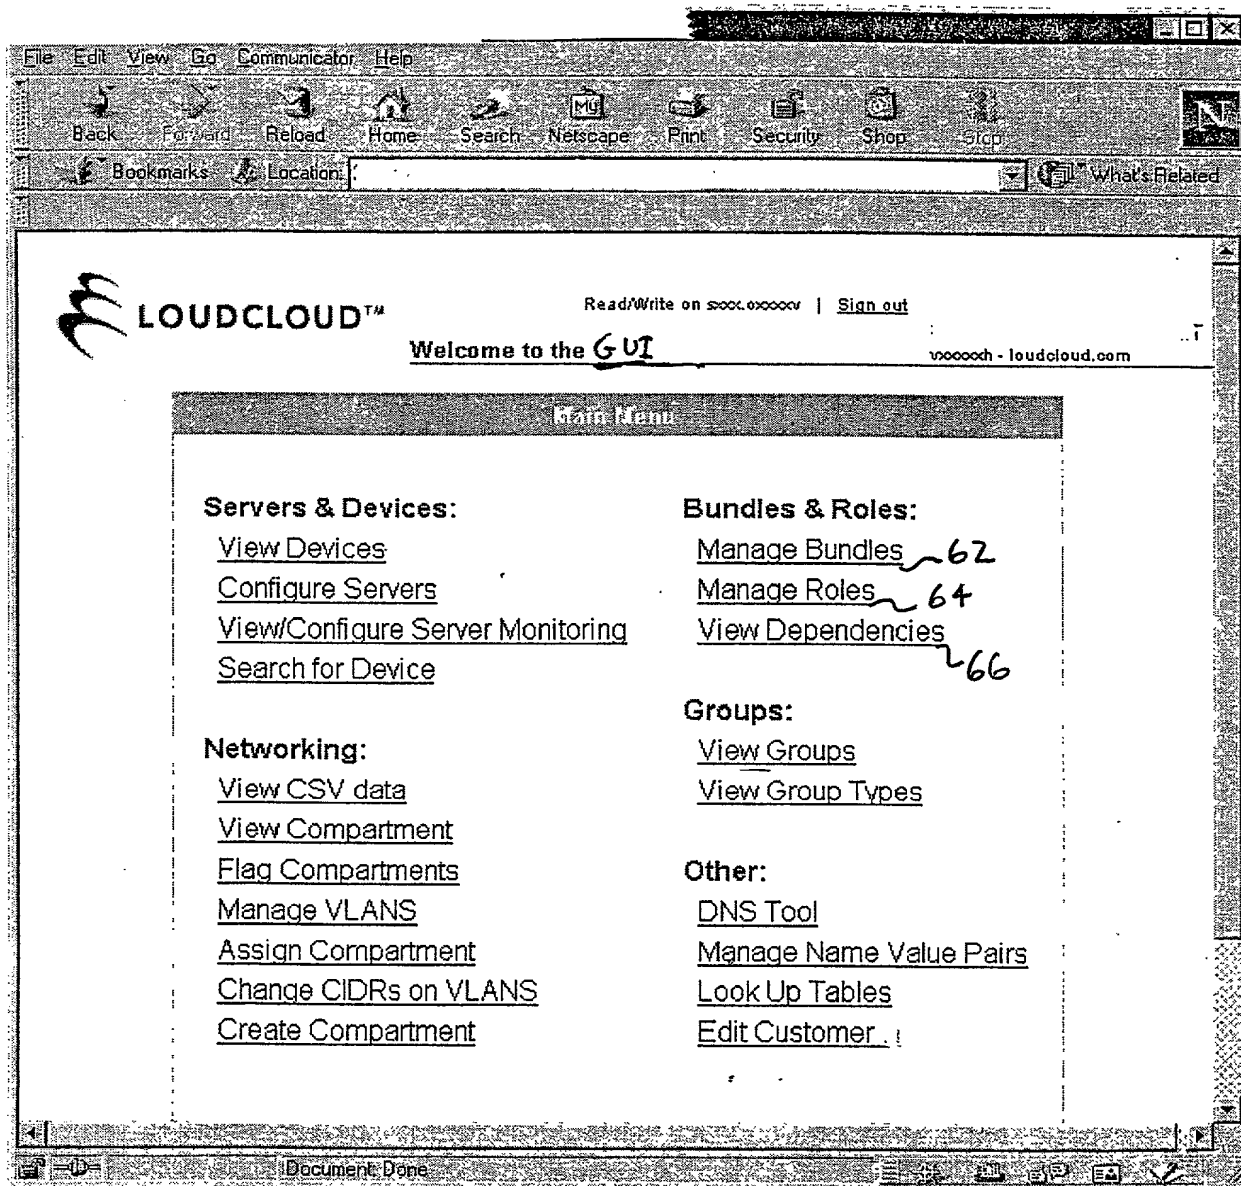 File Edit View Go Communicator Help
Back Forward Reload Home Search Netscape Print Security Shop Stop
Bookmarks Location: What's Related
LOUDCLOUD™
Read/Write on | Sign out
Welcome to the GUI
- loudcloud.com
Main Menu
Servers & Devices:
View Devices
Configure Servers
View/Configure Server Monitoring
Search for Device
Networking:
View CSV data
View Compartment
Flag Compartments
Manage VLANS
Assign Compartment
Change CIDRs on VLANS
Create Compartment
Bundles & Roles:
Manage Bundles 62
Manage Roles 64
View Dependencies
66
Groups:
View Groups
View Group Types
Other:
DNS Tool
Manage Name Value Pairs
Look Up Tables
Edit Customer
Document: Done